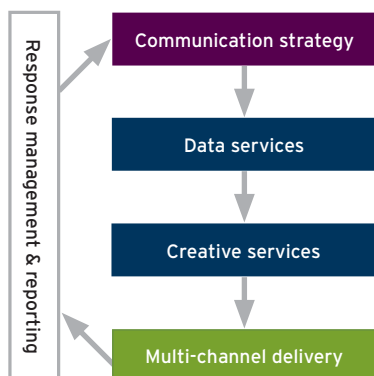 Communication strategy
Response management & reporting
Data services
Creative services
Multi-channel delivery